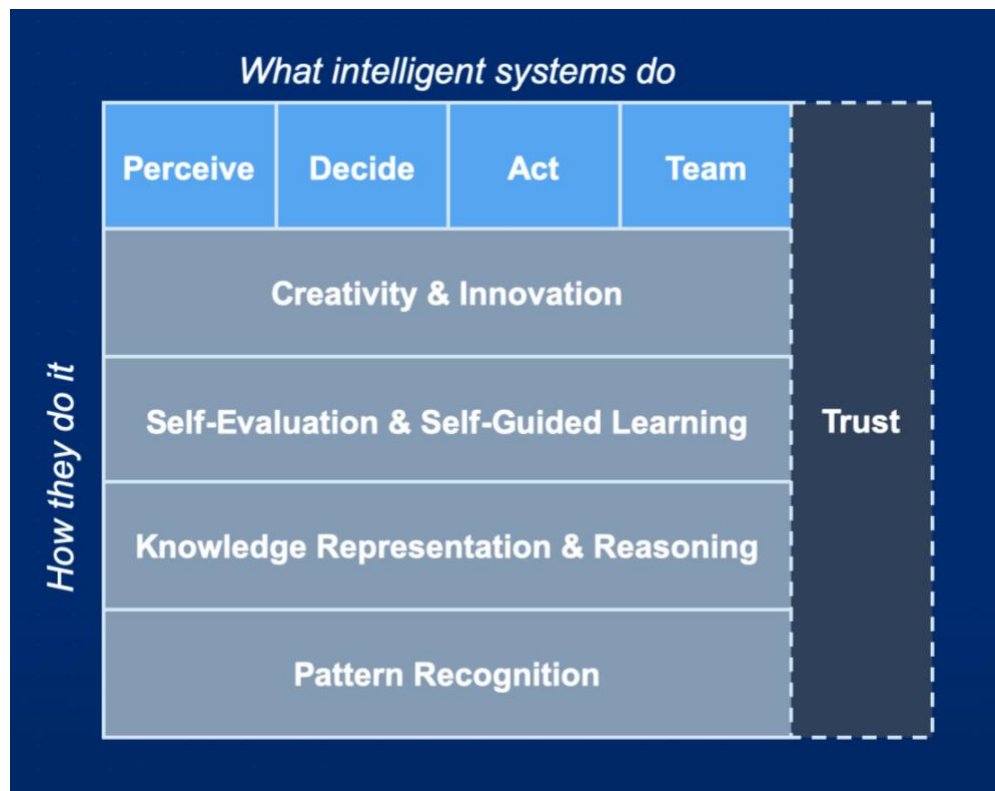 What intelligent systems do
Perceive
Decide
Act
Team
Creativity & Innovation
Self-Evaluation & Self-Guided Learning
Knowledge Representation & Reasoning
Pattern Recognition
Trust
How they do it